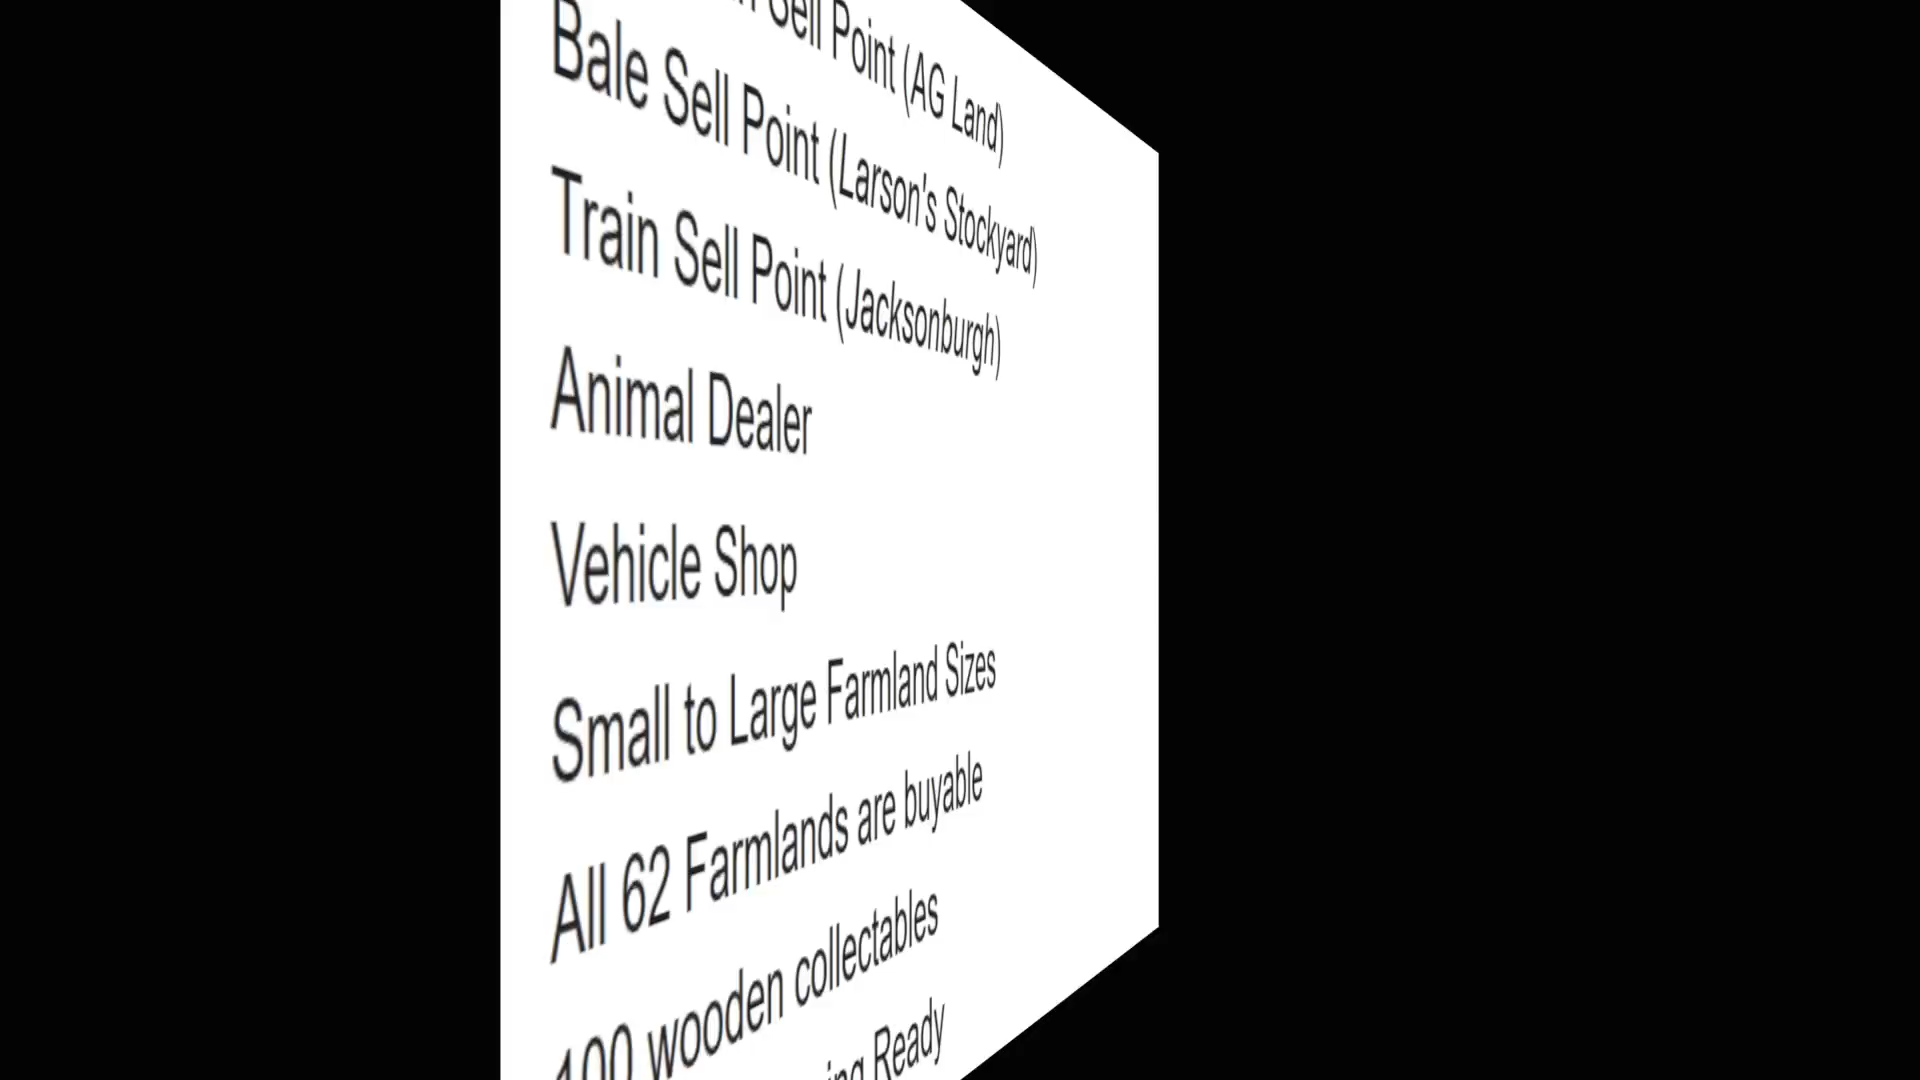 Sell Point (AG Land)
Bale Sell Point (Larson's Stockyard)
Train Sell Point (Jacksonburgh)
Animal Dealer
Vehicle Shop
Small to Large Farmland Sizes
All 62 Farmlands are buyable
100 wooden collectables
Ready